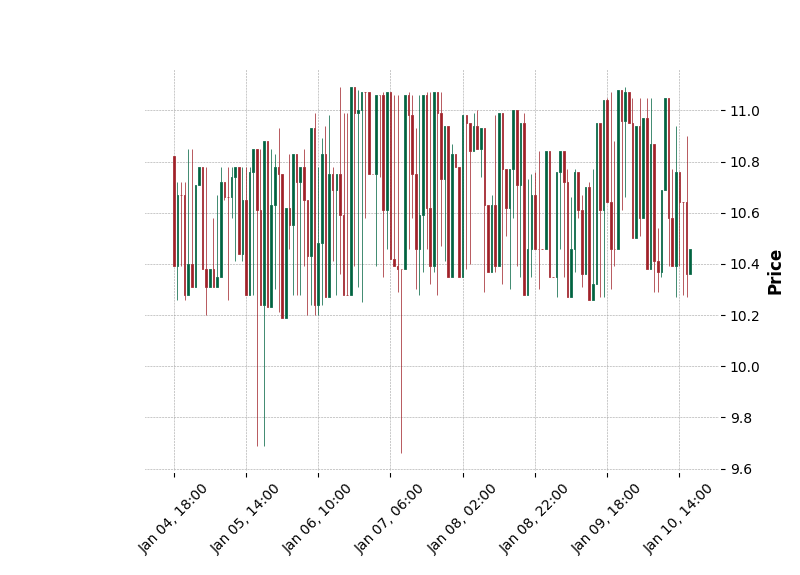 11.0
10.8
10.6
10.4
10.2
10.0
9.8
9.6
Price
Jan 04, 18:00
Jan 05, 14:00
Jan 06, 10:00
Jan 07, 06:00
Jan 08, 02:00
Jan 08, 22:00
Jan 09, 18:00
Jan 10, 14:00